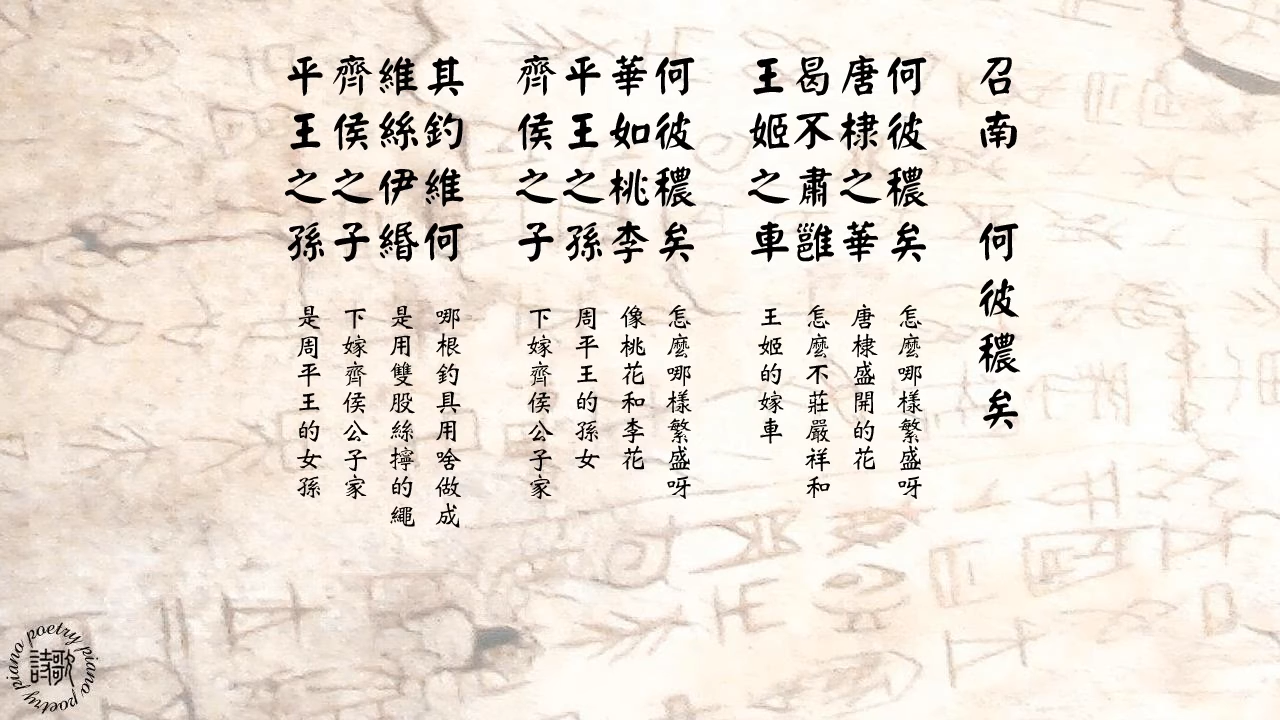 召南　何彼穠矣
何彼穠矣　怎麼哪樣繁盛呀
唐棣之華　唐棣盛開的花
曷不肅雝　怎麼不莊嚴祥和
王姬之車　王姬的嫁車
何彼穠矣　怎麼哪樣繁盛呀
華如桃李　像桃花和李花
平王之孫　周平王的孫女
齊侯之子　下嫁齊侯公子家
其釣維何　哪根釣具用啥做成
維絲伊緡　是用雙股絲擰的繩
齊侯之子　下嫁齊侯公子家
平王之孫　是周平王的女孫
poetry piano poetry piano
詩歌